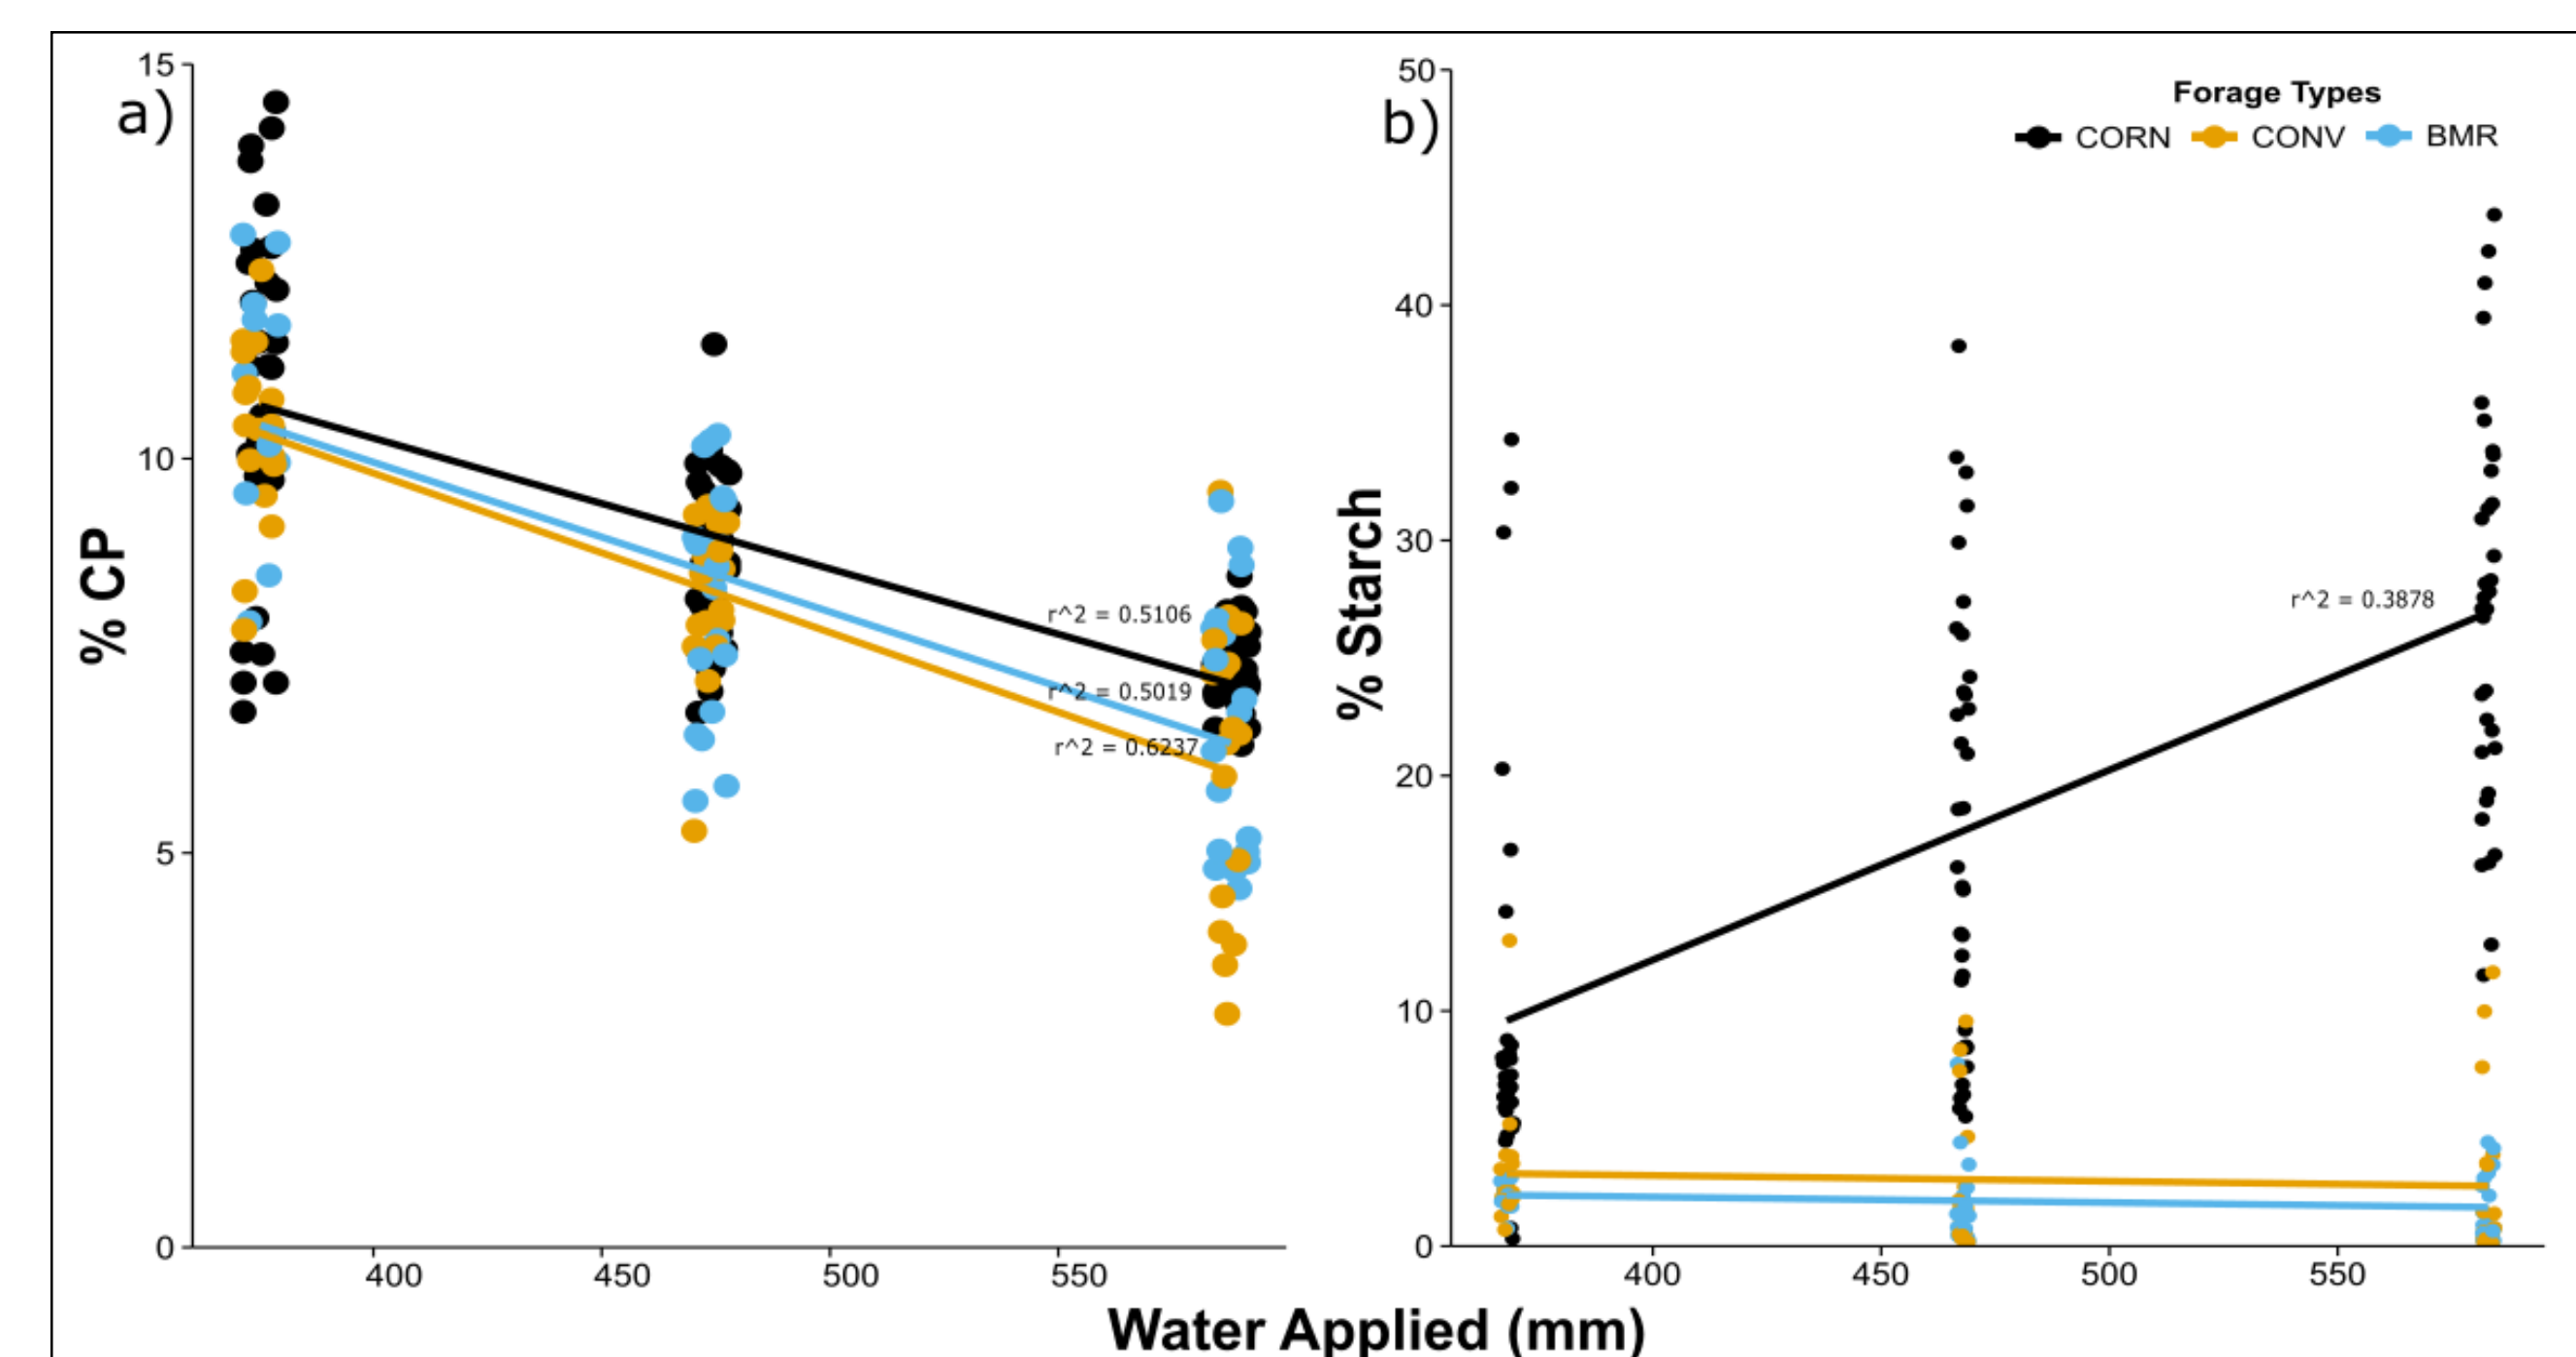 a)
15
10
5
0
% CP
r^2 = 0.5106
r^2 = 0.5019
r^2 = 0.6237
400 450 500 550
b)
50
40
30
20
10
0
% Starch
Forage Types
CORN CONV BMR
r^2 = 0.3878
400 450 500 550
Water Applied (mm)